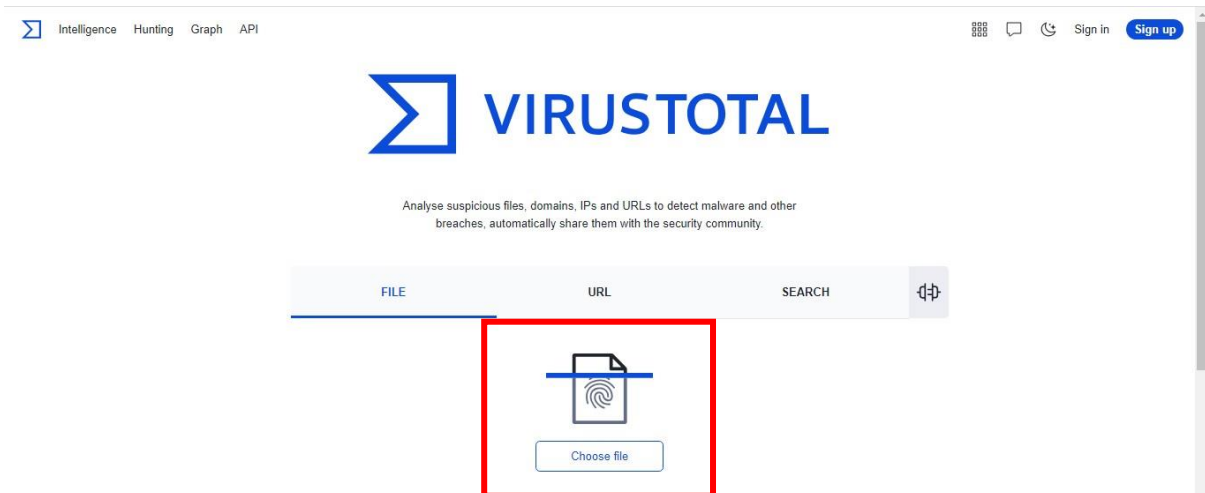 Intelligence Hunting Graph API Sign in Sign up
VIRUSTOTAL
Analyse suspicious files, domains, IPs and URLs to detect malware and other
breaches, automatically share them with the security community.
FILE URL SEARCH
Choose file